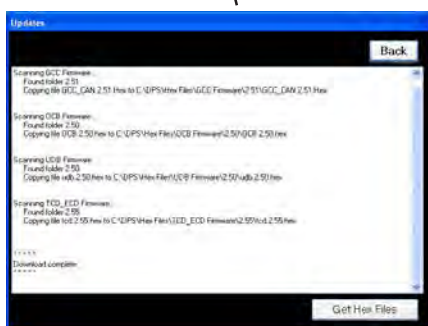 Updates
Back
Scanning GCC Firmware...
Found folder 2.51
Copying file GCC_CAN 2.51.Hex to C:\DPS\Hex Files\GCC Firmware\2.51\GCC_CAN 2.51.Hex
Scanning OCB Firmware...
Found folder 2.50
Copying file OCB 2.50.hex to C:\DPS\Hex Files\OCB Firmware\2.50\OCB 2.50.hex
Scanning UDB Firmware...
Found folder 2.50
Copying file udb 2.50.hex to C:\DPS\Hex Files\UDB Firmware\2.50\udb 2.50.hex
Scanning TCD_ECD Firmware...
Found folder 2.55
Copying file tcd 2.55.hex to C:\DPS\Hex Files\TCD_ECD Firmware\2.55\tcd 2.55.hex
*****
Download complete
*****
Get Hex Files